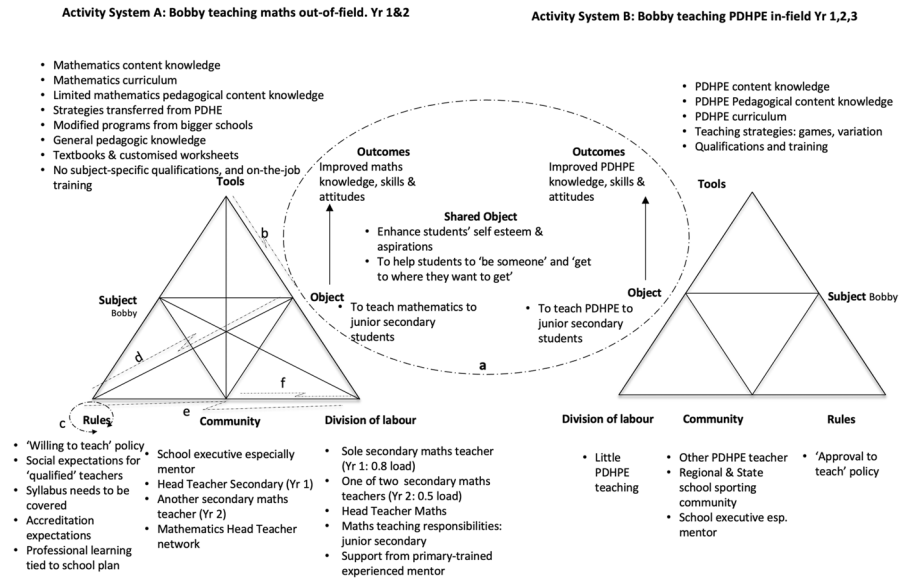 Activity System A: Bobby teaching maths out-of-field. Yr 1&2
Activity System B: Bobby teaching PDHPE in-field Yr 1,2,3
• Mathematics content knowledge
• Mathematics curriculum
• Limited mathematics pedagogical content knowledge
• Strategies transferred from PDHE
• Modified programs from bigger schools
• General pedagogic knowledge
• Textbooks & customised worksheets
• No subject-specific qualifications, and on-the-job
training
Tools
• PDHPE content knowledge
• PDHPE Pedagogical content knowledge
• PDHPE curriculum
• Teaching strategies: games, variation
• Qualifications and training
Tools
Outcomes
Improved maths
knowledge, skills &
attitudes
Outcomes
Improved PDHPE
knowledge, skills &
attitudes
Shared Object
• Enhance students’ self esteem &
aspirations
• To help students to ‘be someone’ and ‘get
to where they want to get’
b
Subject
Bobby
Object
• To teach mathematics to
junior secondary
students
Object
• To teach PDHPE to
junior secondary
students
Subject Bobby
a
d
f
e
c
Rules
• ‘Willing to teach’ policy
• Social expectations for
‘qualified’ teachers
• Syllabus needs to be
covered
• Accreditation
expectations
• Professional learning
tied to school plan
Community
• School executive especially
mentor
• Head Teacher Secondary (Yr 1)
• Another secondary maths
teacher (Yr 2)
• Mathematics Head Teacher
network
Division of labour
• Sole secondary maths teacher
(Yr 1: 0.8 load)
• One of two secondary maths
teachers (Yr 2: 0.5 load)
• Head Teacher Maths
• Maths teaching responsibilities:
junior secondary
• Support from primary-trained
experienced mentor
Division of labour
• Little
PDHPE
teaching
Community
• Other PDHPE teacher
• Regional & State
school sporting
community
• School executive esp.
mentor
Rules
• ‘Approval to
teach’ policy